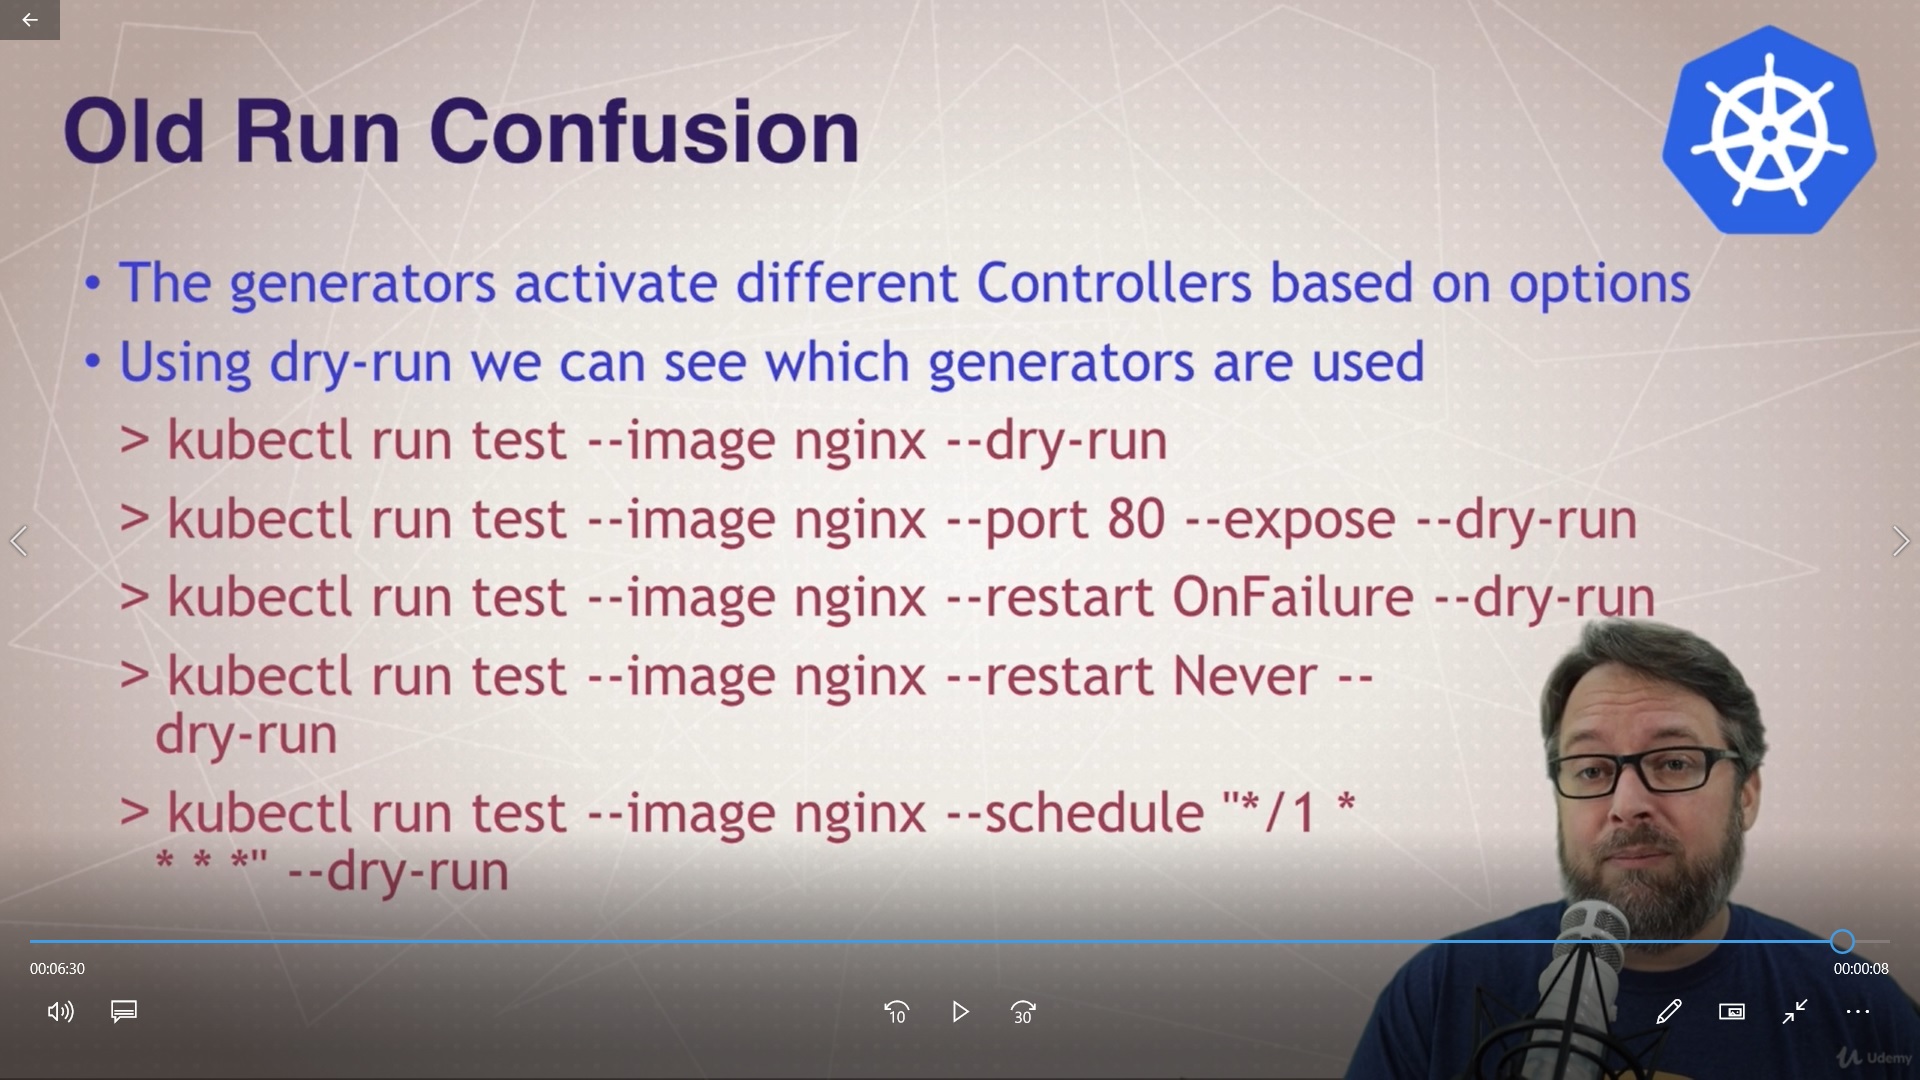 Old Run Confusion
• The generators activate different Controllers based on options
• Using dry-run we can see which generators are used
> kubectl run test --image nginx --dry-run
> kubectl run test --image nginx --port 80 --expose --dry-run
> kubectl run test --image nginx --restart OnFailure --dry-run
> kubectl run test --image nginx --restart Never --
dry-run
> kubectl run test --image nginx --schedule "*/1 *
* * *" --dry-run
00:06:30
00:00:08
10
30
Udemy